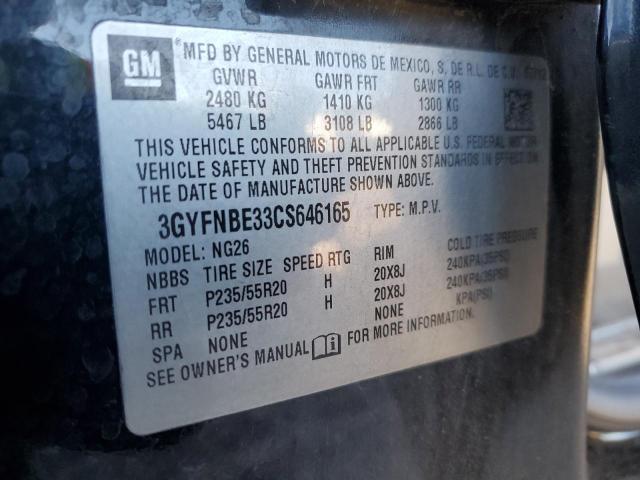 GM MFD BY GENERAL MOTORS DE MEXICO, S. DE R.L. DE C.V.
GVWR GAWR FRT GAWR RR
2480 KG 1410 KG 1300 KG
5467 LB 3108 LB 2866 LB
THIS VEHICLE CONFORMS TO ALL APPLICABLE U.S. FEDERAL MOTOR
VEHICLE SAFETY AND THEFT PREVENTION STANDARDS IN EFFECT ON
THE DATE OF MANUFACTURE SHOWN ABOVE.
3GYFNBE33CS646165 TYPE: M.P.V.
MODEL: NG26
NBBS TIRE SIZE SPEED RTG RIM COLD TIRE PRESSURE
FRT P235/55R20 H 20X8J 240KPA(35PSI)
RR P235/55R20 H 20X8J 240KPA(35PSI)
SPA NONE NONE KPA(PSI)
SEE OWNER'S MANUAL i FOR MORE INFORMATION.